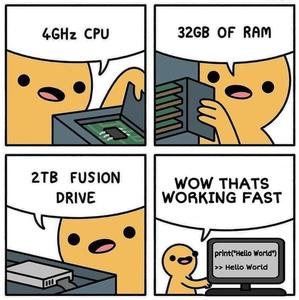 4GHz CPU
32GB OF RAM
2TB FUSION
DRIVE
WOW THATS
WORKING FAST
print("Hello World")
>> Hello World